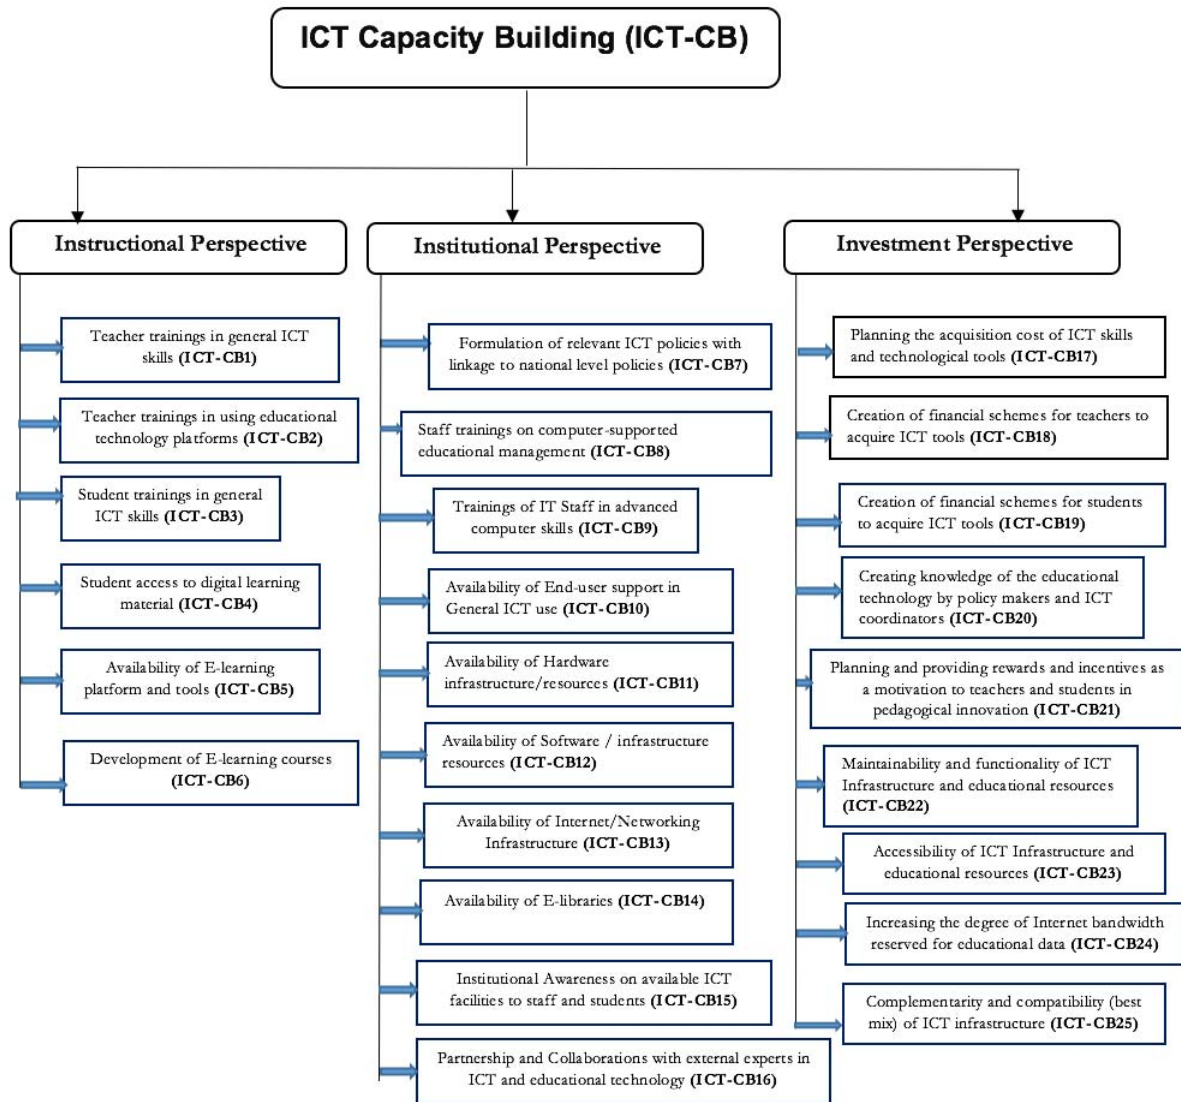 ICT Capacity Building (ICT-CB)
Instructional Perspective
Teacher trainings in general ICT
skills (ICT-CB1)
Teacher trainings in using educational
technology platforms (ICT-CB2)
Student trainings in general
ICT skills (ICT-CB3)
Student access to digital learning
material (ICT-CB4)
Availability of E-learning
platform and tools (ICT-CB5)
Development of E-learning courses
(ICT-CB6)
Institutional Perspective
Formulation of relevant ICT policies with
linkage to national level policies (ICT-CB7)
Staff trainings on computer-supported
educational management (ICT-CB8)
Trainings of IT Staff in advanced
computer skills (ICT-CB9)
Availability of End-user support in
General ICT use (ICT-CB10)
Availability of Hardware
infrastructure/resources (ICT-CB11)
Availability of Software / infrastructure
resources (ICT-CB12)
Availability of Internet/Networking
Infrastructure (ICT-CB13)
Availability of E-libraries (ICT-CB14)
Institutional Awareness on available ICT
facilities to staff and students (ICT-CB15)
Partnership and Collaborations with external experts in
ICT and educational technology (ICT-CB16)
Investment Perspective
Planning the acquisition cost of ICT skills
and technological tools (ICT-CB17)
Creation of financial schemes for teachers to
acquire ICT tools (ICT-CB18)
Creation of financial schemes for students
to acquire ICT tools (ICT-CB19)
Creating knowledge of the educational
technology by policy makers and ICT
coordinators (ICT-CB20)
Planning and providing rewards and incentives as
a motivation to teachers and students in
pedagogical innovation (ICT-CB21)
Maintainability and functionality of ICT
Infrastructure and educational resources
(ICT-CB22)
Accessibility of ICT Infrastructure and
educational resources (ICT-CB23)
Increasing the degree of Internet bandwidth
reserved for educational data (ICT-CB24)
Complementarity and compatibility (best
mix) of ICT infrastructure (ICT-CB25)